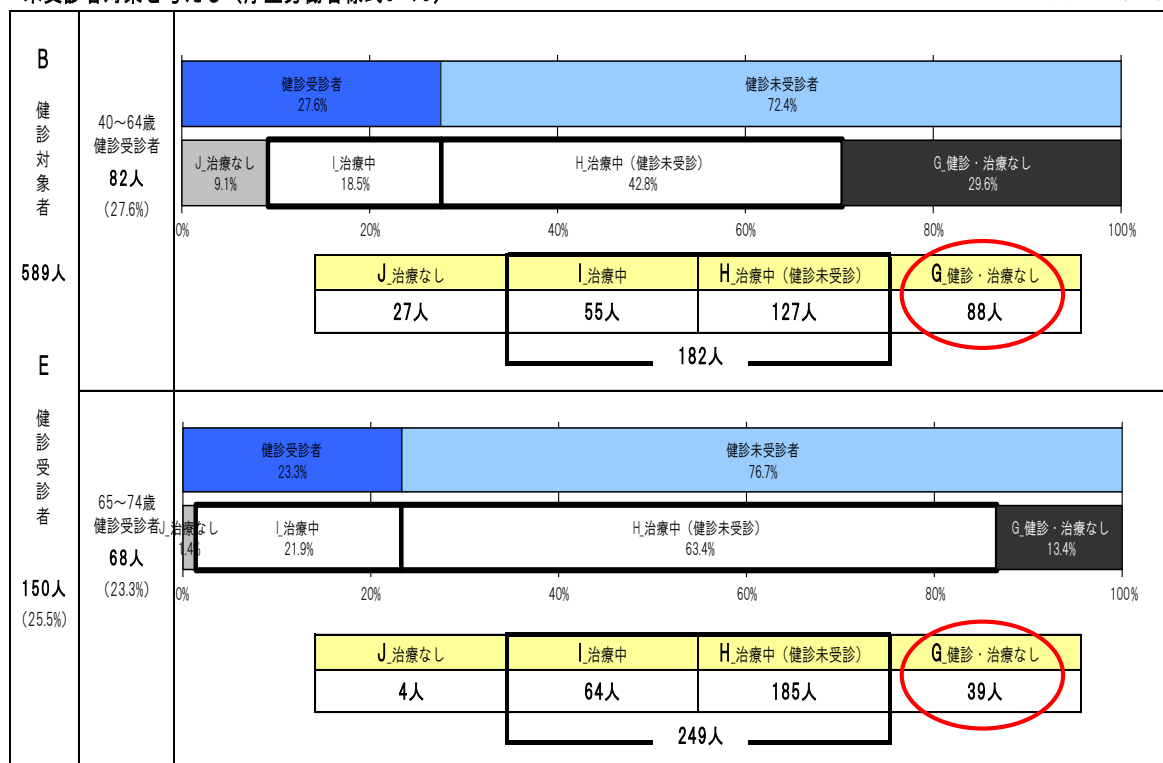 B
健
診
対
象
者
589人
E
健
診
受
診
者
150人
(25.5%)
40～64歳
健診受診者
82人
(27.6%)
健診受診者
27.6%
健診未受診者
72.4%
J_治療なし
9.1%
I_治療中
18.5%
H_治療中（健診未受診）
42.8%
G_健診・治療なし
29.6%
0% 20% 40% 60% 80% 100%
J_治療なし I_治療中 H_治療中（健診未受診） G_健診・治療なし
27人 55人 127人 88人
182人
65～74歳
健診受診者
68人
(23.3%)
健診受診者
23.3%
健診未受診者
76.7%
J_治療なし
1.4%
I_治療中
21.9%
H_治療中（健診未受診）
63.4%
G_健診・治療なし
13.4%
0% 20% 40% 60% 80% 100%
J_治療なし I_治療中 H_治療中（健診未受診） G_健診・治療なし
4人 64人 185人 39人
249人